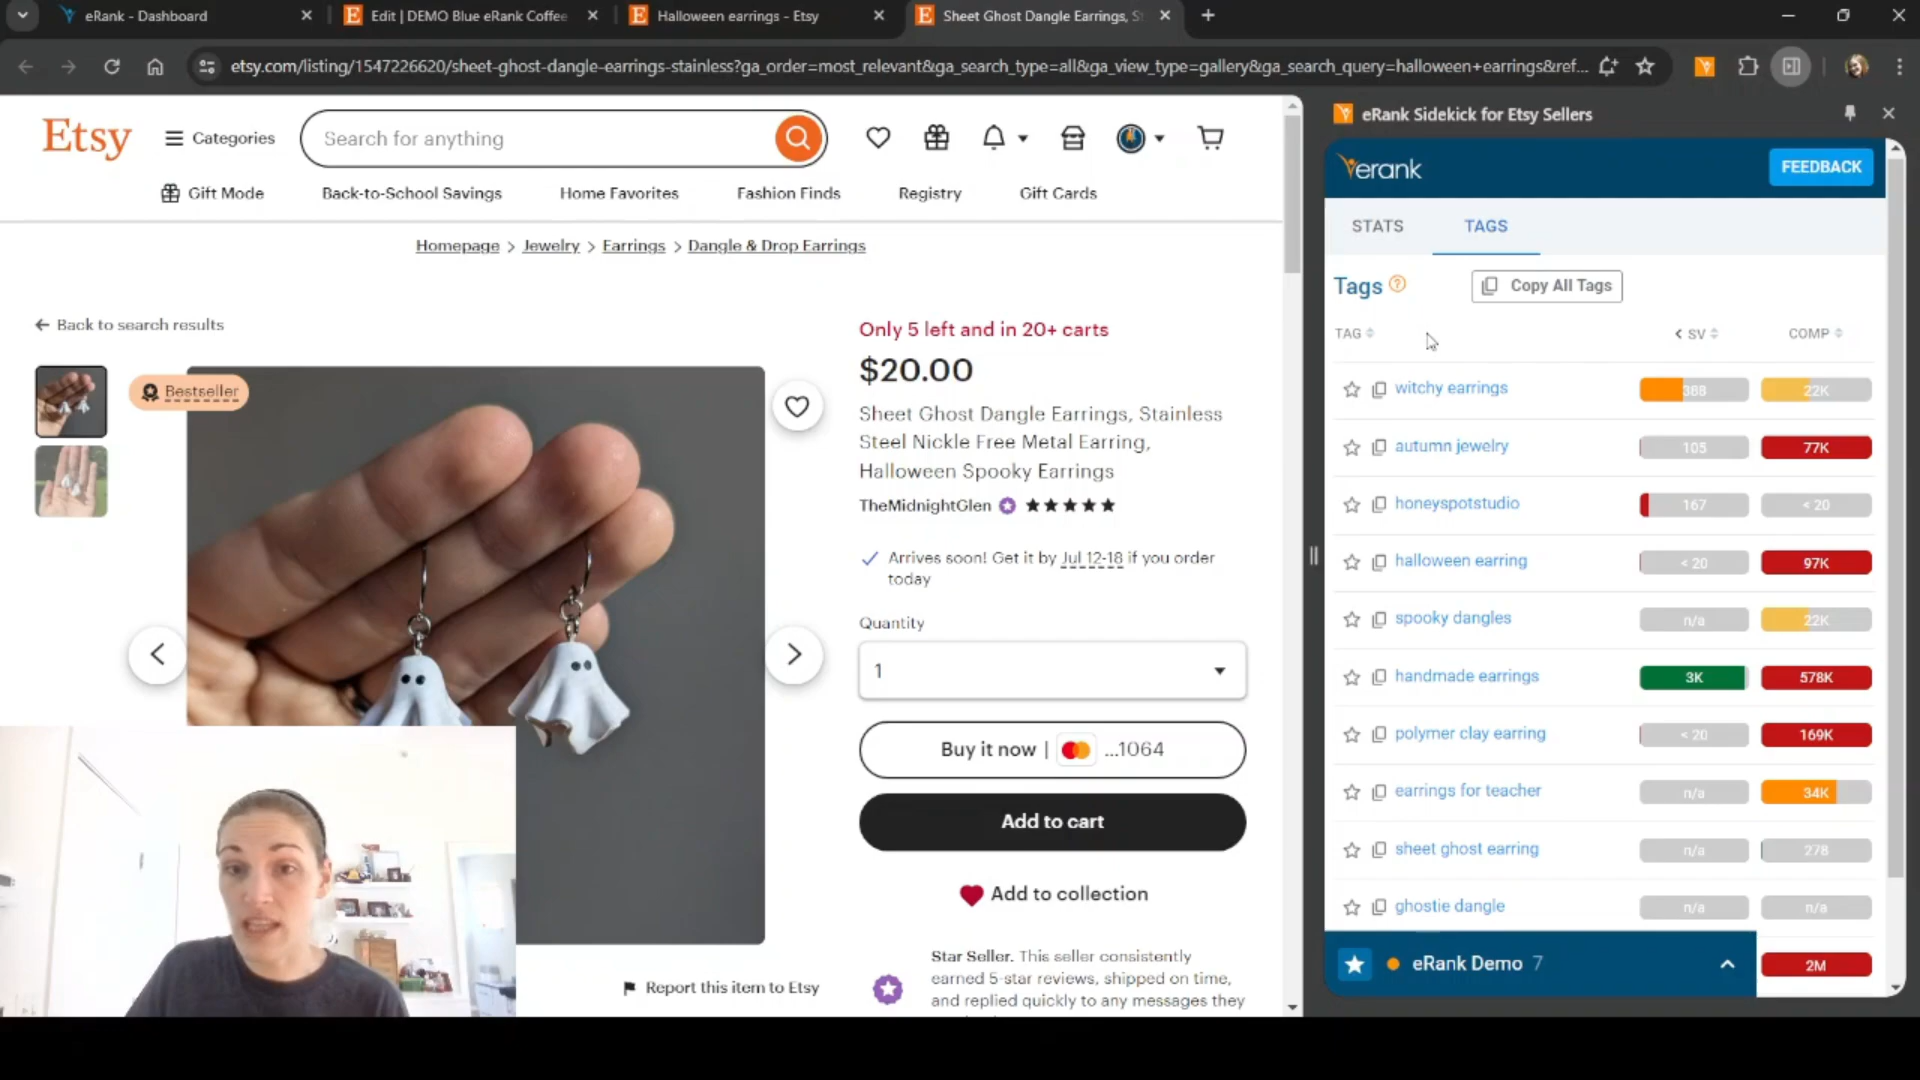 eRank - Dashboard
Edit | DEMO Blue eRank Coffee
Halloween earrings - Etsy
Sheet Ghost Dangle Earrings, S
etsy.com/listing/1547226620/sheet-ghost-dangle-earrings-stainless?ga_order=most_relevant&ga_search_type=all&ga_view_type=gallery&ga_search_query=halloween+earrings&ref...
Etsy
Categories
Search for anything
Gift Mode
Back-to-School Savings
Home Favorites
Fashion Finds
Registry
Gift Cards
Homepage > Jewelry > Earrings > Dangle & Drop Earrings
Back to search results
Bestseller
Only 5 left and in 20+ carts
$20.00
Sheet Ghost Dangle Earrings, Stainless
Steel Nickle Free Metal Earring,
Halloween Spooky Earrings
TheMidnightGlen
Arrives soon! Get it by Jul 12-18 if you order
today
Quantity
1
Buy it now | ...1064
Add to cart
Add to collection
Star Seller. This seller consistently
earned 5-star reviews, shipped on time,
and replied quickly to any messages they
Report this item to Etsy
eRank Sidekick for Etsy Sellers
erank
FEEDBACK
STATS
TAGS
Tags
Copy All Tags
TAG
< SV
COMP
witchy earrings 388 22K
autumn jewelry 105 77K
honeyspotstudio 167 < 20
halloween earring < 20 97K
spooky dangles n/a 22K
handmade earrings 3K 578K
polymer clay earring < 20 169K
earrings for teacher n/a 34K
sheet ghost earring n/a 278
ghostie dangle n/a n/a
eRank Demo 7
2M